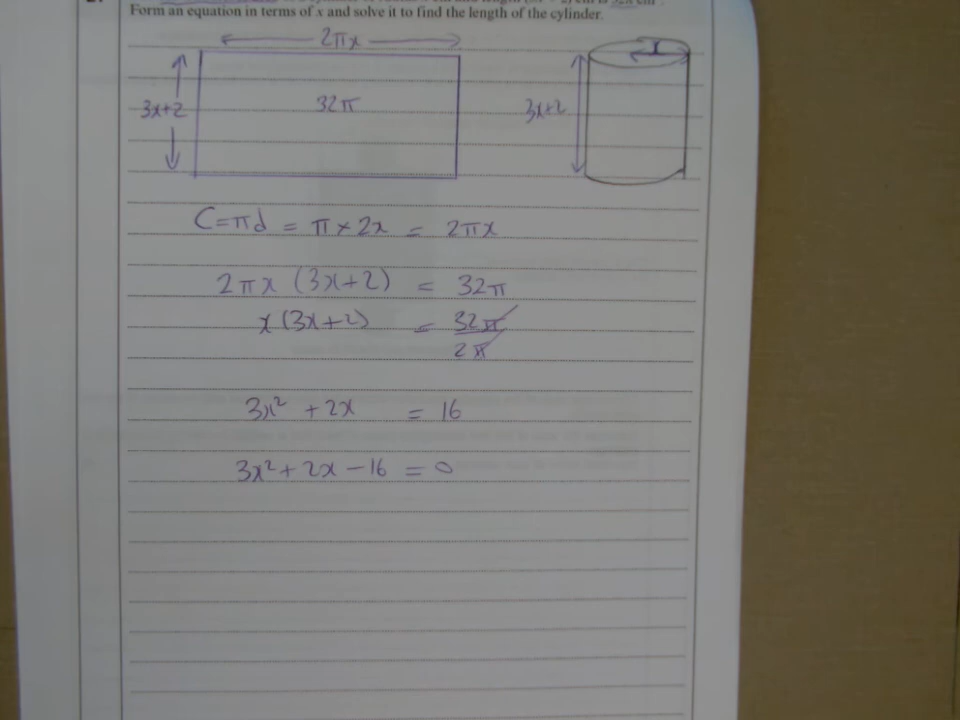 Form an equation in terms of x and solve it to find the length of the cylinder.
2πx
x
3x+2
32π
3x+2
C=πd = π × 2x = 2πx
2πx (3x+2) = 32π
x (3x+2) = 32π
2π
3x² + 2x = 16
3x² + 2x - 16 = 0